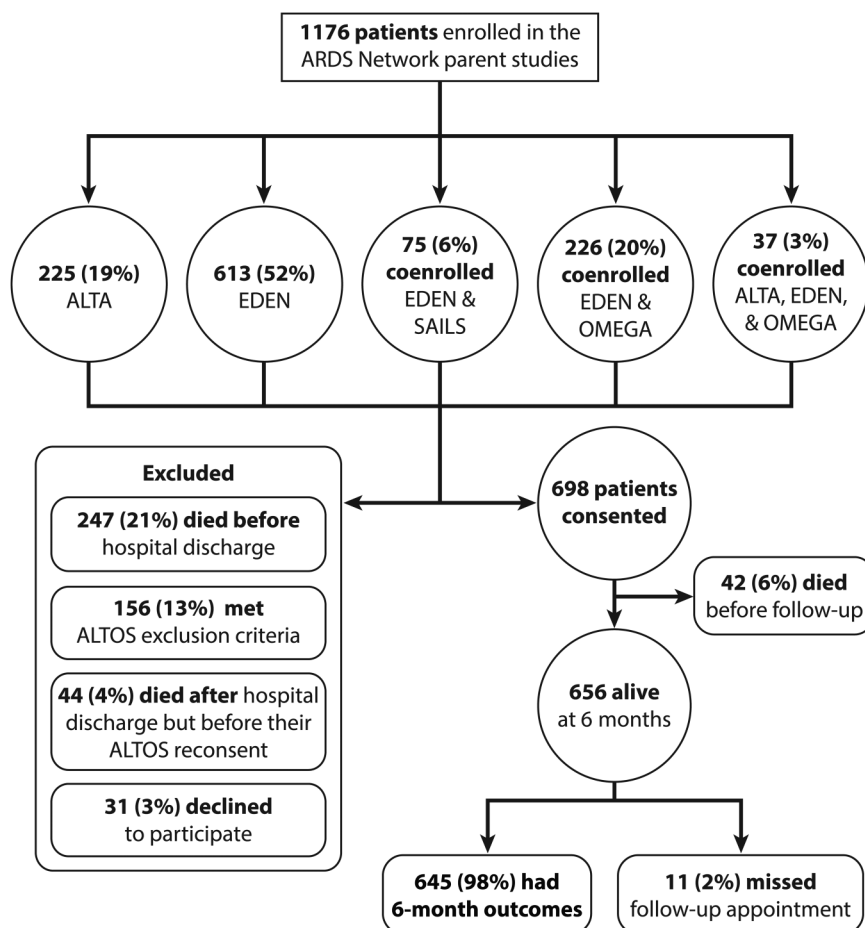 1176 patients enrolled in the
ARDS Network parent studies
225 (19%)
ALTA
613 (52%)
EDEN
75 (6%)
coenrolled
EDEN &
SAILS
226 (20%)
coenrolled
EDEN &
OMEGA
37 (3%)
coenrolled
ALTA, EDEN,
& OMEGA
Excluded
247 (21%) died before
hospital discharge
156 (13%) met
ALTOS exclusion criteria
44 (4%) died after hospital
discharge but before their
ALTOS reconsent
31 (3%) declined
to participate
698 patients
consented
42 (6%) died
before follow-up
656 alive
at 6 months
645 (98%) had
6-month outcomes
11 (2%) missed
follow-up appointment